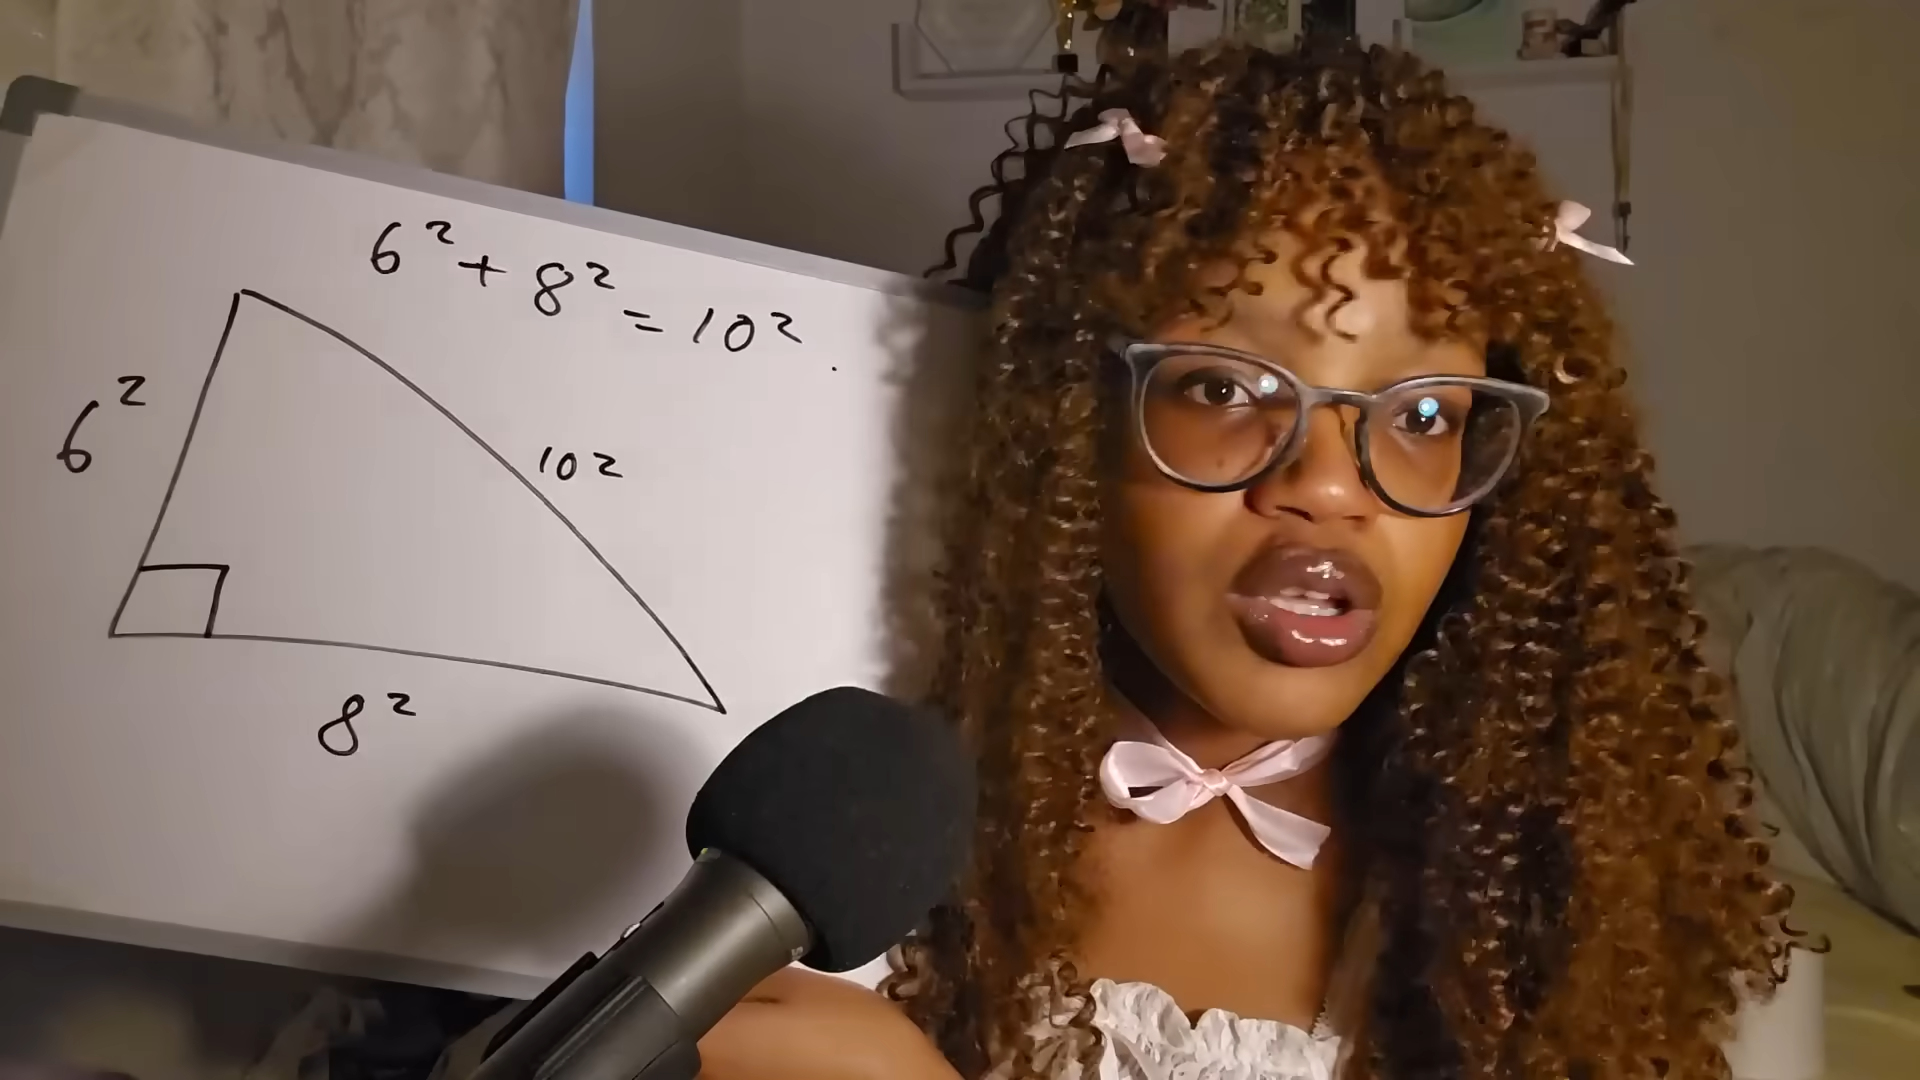 6² + 8² = 10².
6²
10²
8²